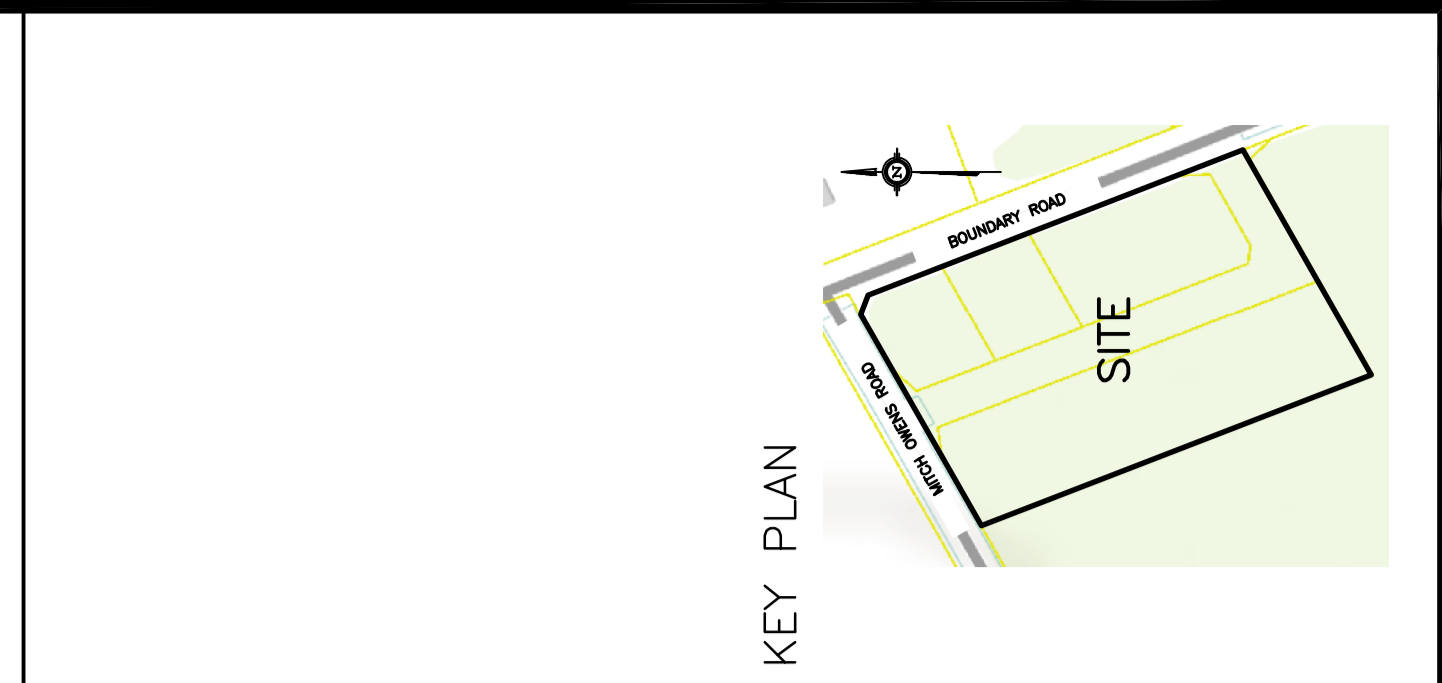 KEY PLAN
N
BOUNDARY ROAD
MITCH OWENS ROAD
SITE